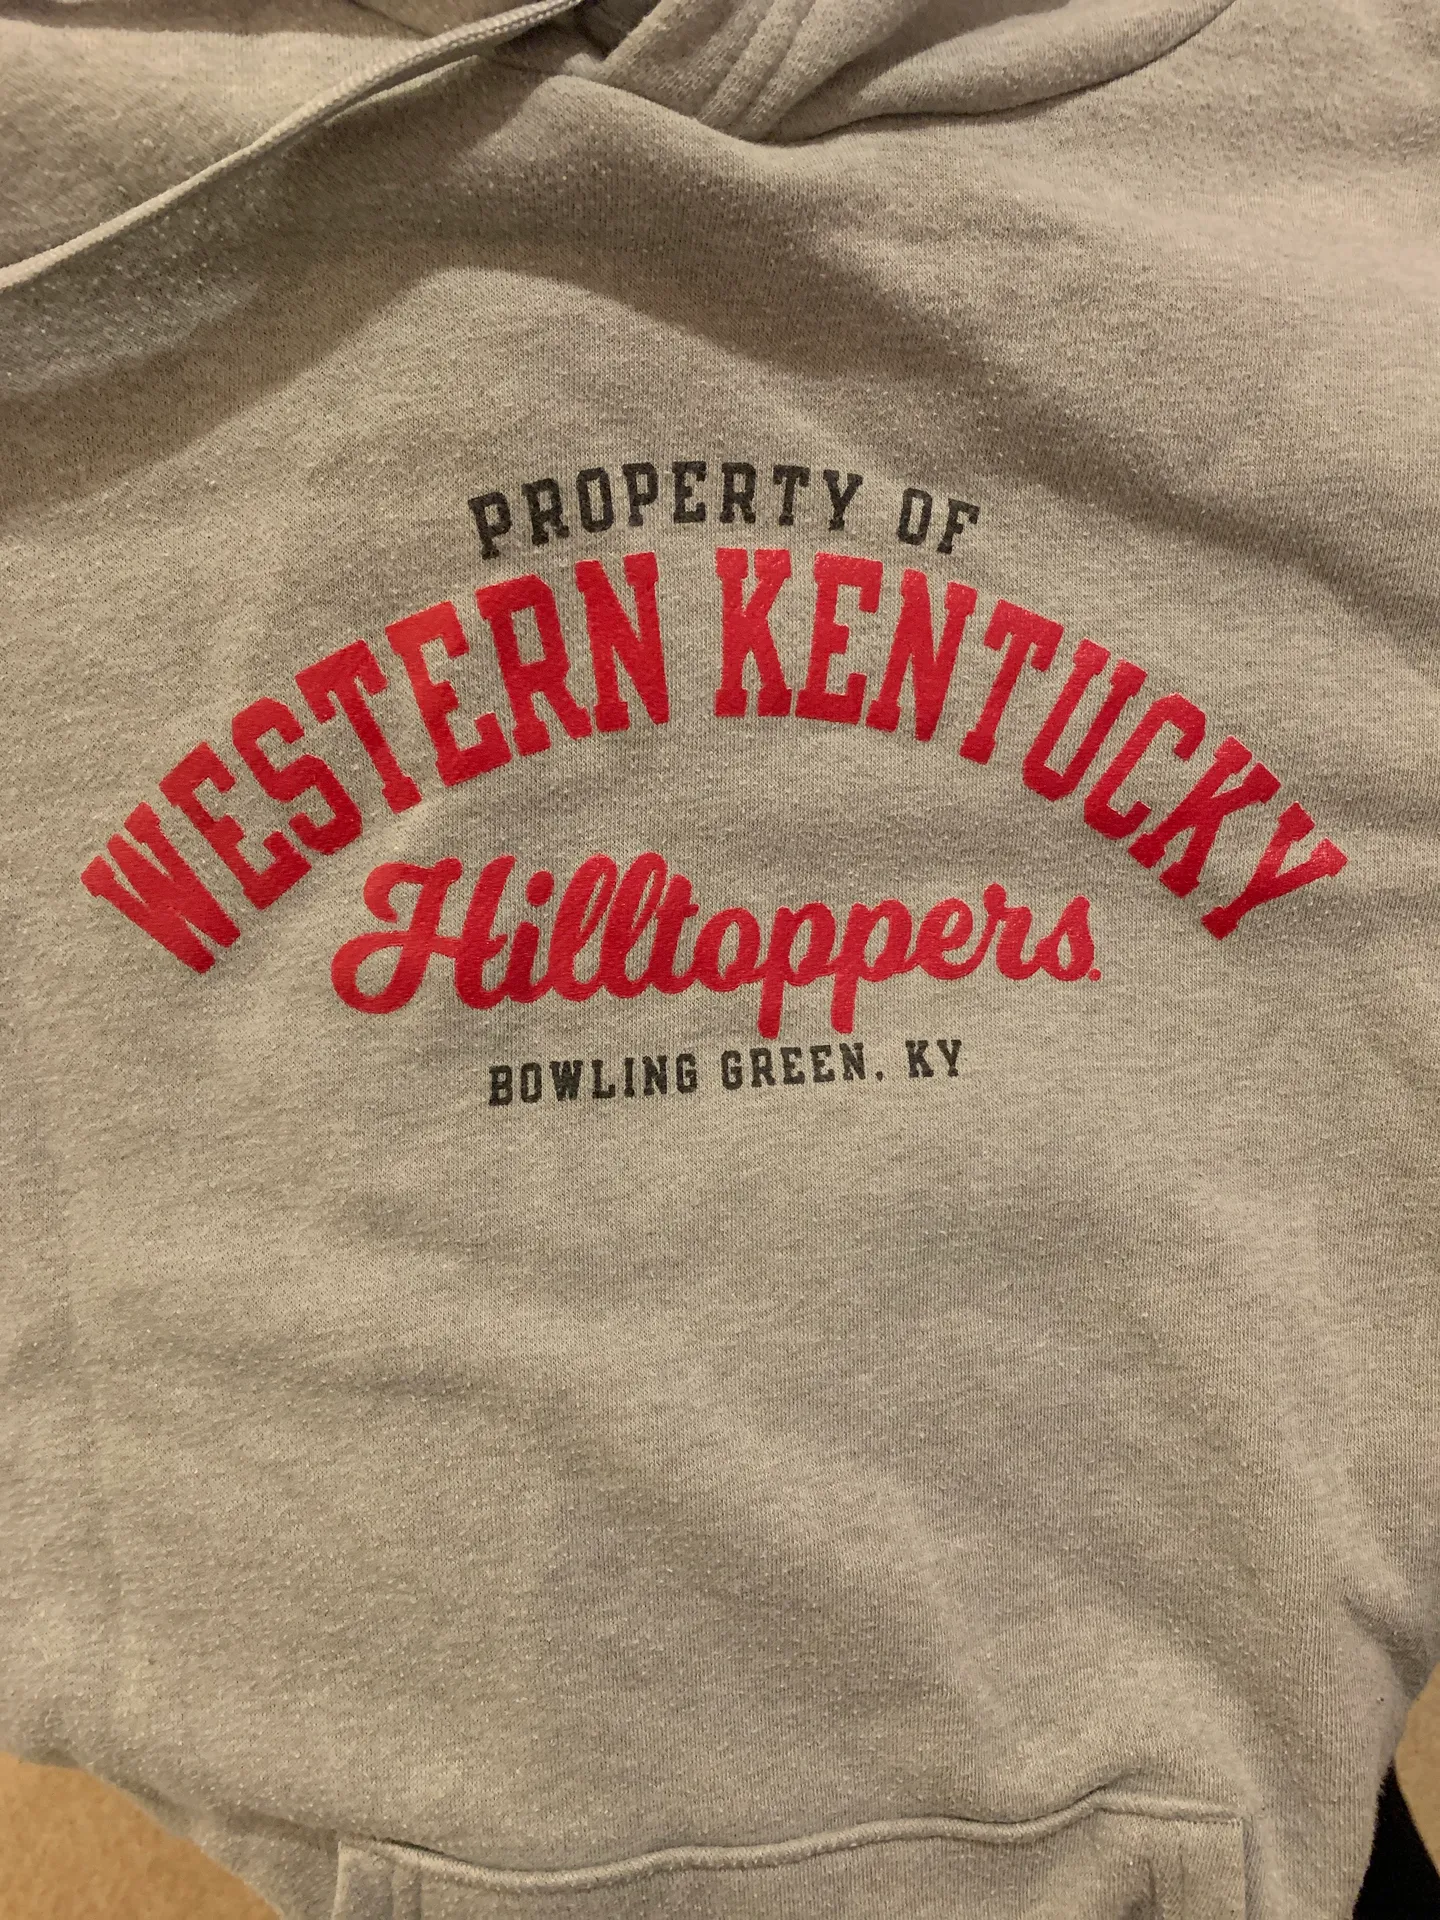 PROPERTY OF
WESTERN KENTUCKY
Hilltoppers
BOWLING GREEN, KY